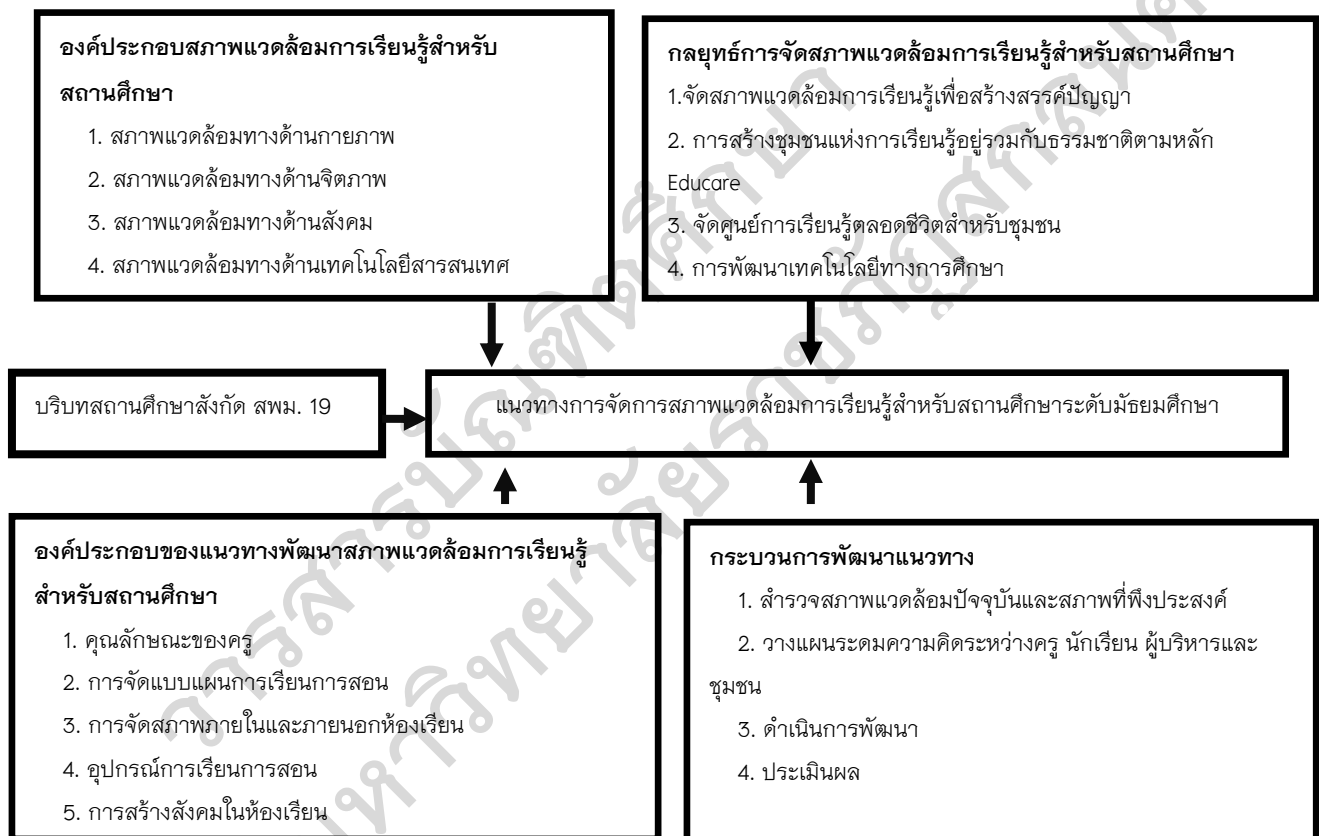 องค์ประกอบสภาพแวดล้อมการเรียนรู้สำหรับ
สถานศึกษา
1. สภาพแวดล้อมทางด้านกายภาพ
2. สภาพแวดล้อมทางด้านจิตภาพ
3. สภาพแวดล้อมทางด้านสังคม
4. สภาพแวดล้อมทางด้านเทคโนโลยีสารสนเทศ
กลยุทธ์การจัดสภาพแวดล้อมการเรียนรู้สำหรับสถานศึกษา
1.จัดสภาพแวดล้อมการเรียนรู้เพื่อสร้างสรรค์ปัญญา
2. การสร้างชุมชนแห่งการเรียนรู้อยู่รวมกับธรรมชาติตามหลัก
Educare
3. จัดศูนย์การเรียนรู้ตลอดชีวิตสำหรับชุมชน
4. การพัฒนาเทคโนโลยีทางการศึกษา
บริบทสถานศึกษาสังกัด สพม. 19
แนวทางการจัดการสภาพแวดล้อมการเรียนรู้สำหรับสถานศึกษาระดับมัธยมศึกษา
องค์ประกอบของแนวทางพัฒนาสภาพแวดล้อมการเรียนรู้
สำหรับสถานศึกษา
1. คุณลักษณะของครู
2. การจัดแบบแผนการเรียนการสอน
3. การจัดสภาพภายในและภายนอกห้องเรียน
4. อุปกรณ์การเรียนการสอน
5. การสร้างสังคมในห้องเรียน
กระบวนการพัฒนาแนวทาง
1. สำรวจสภาพแวดล้อมปัจจุบันและสภาพที่พึงประสงค์
2. วางแผนระดมความคิดระหว่างครู นักเรียน ผู้บริหารและ
ชุมชน
3. ดำเนินการพัฒนา
4. ประเมินผล
วารสารบัณฑิตศึกษา